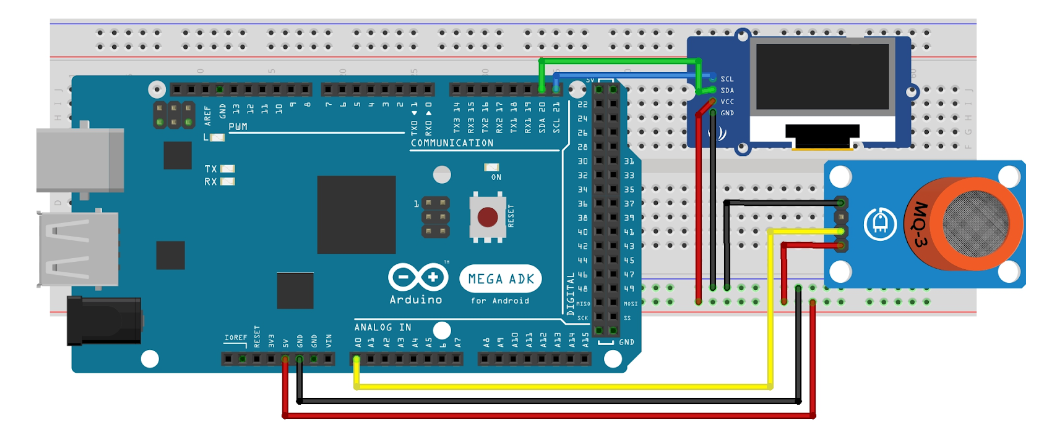 SCL
SDA
VCC
GND
AREF
GND
13
12
11
10
9
8
7
6
5
4
3
2
TX0 1
RX0 0
TX3 14
RX3 15
TX2 16
RX2 17
TX1 18
RX1 19
SDA 20
SCL 21
5V
PWM
COMMUNICATION
L
TX
RX
ON
RESET
1
22
24
26
28
30
32
34
36
38
40
42
44
46
48
MISO
SCK
31
33
35
37
39
41
43
45
47
49
MOSI
SS
GND
DIGITAL
MQ-3
Arduino
TM
MEGA ADK
for Android
ANALOG IN
IOREF
RESET
3V3
5V
GND
GND
VIN
A0
A1
A2
A3
A4
A5
6
A7
A8
A9
A10
A11
A12
A13
A14
A15